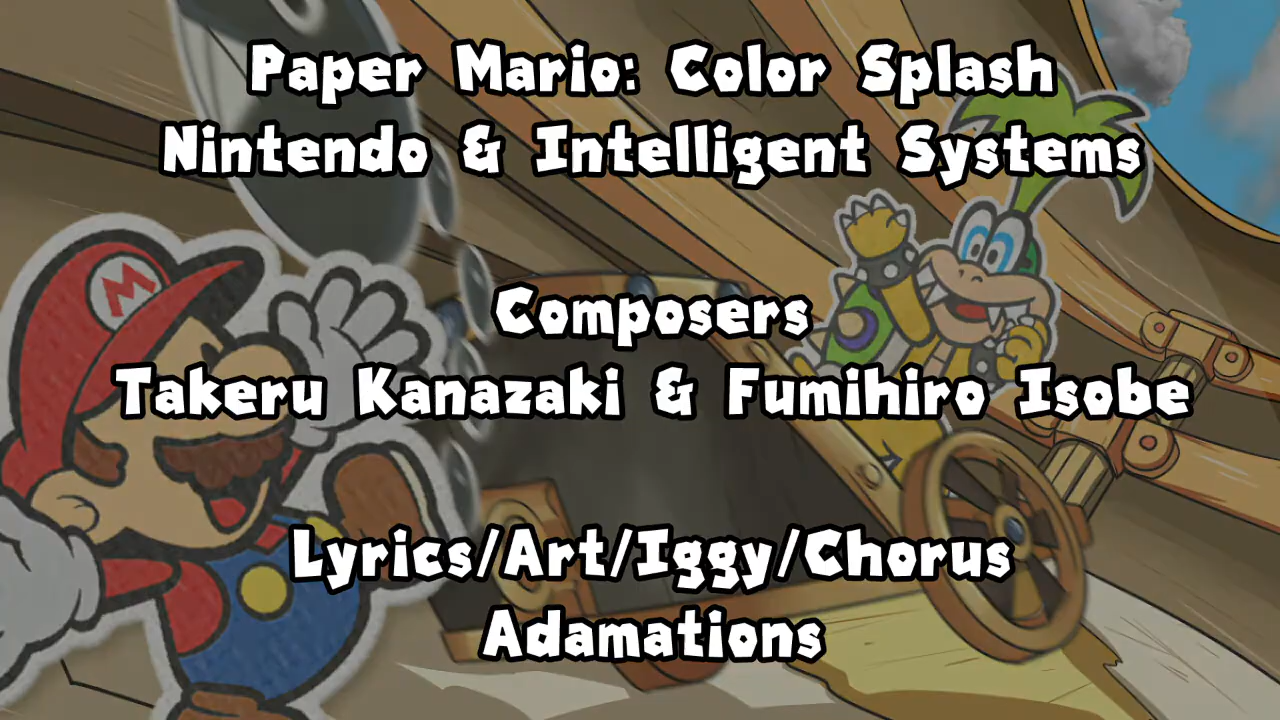 Paper Mario: Color Splash
Nintendo & Intelligent Systems
Composers
Takeru Kanazaki & Fumihiro Isobe
Lyrics/Art/Iggy/Chorus
Adamations
M